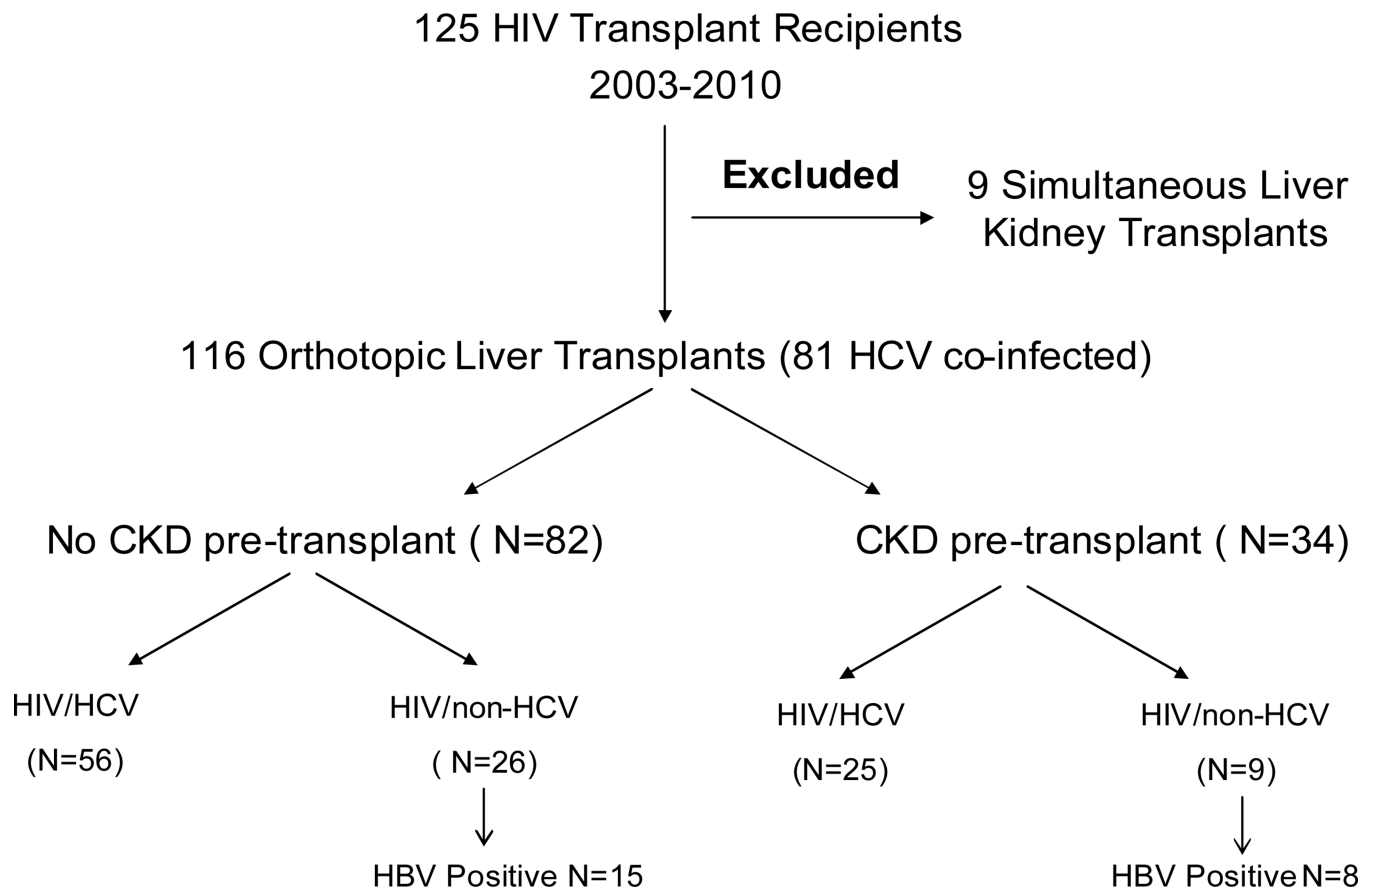 125 HIV Transplant Recipients
2003-2010
Excluded
9 Simultaneous Liver
Kidney Transplants
116 Orthotopic Liver Transplants (81 HCV co-infected)
No CKD pre-transplant ( N=82)
CKD pre-transplant ( N=34)
HIV/HCV
(N=56)
HIV/non-HCV
( N=26)
HBV Positive N=15
HIV/HCV
(N=25)
HIV/non-HCV
(N=9)
HBV Positive N=8